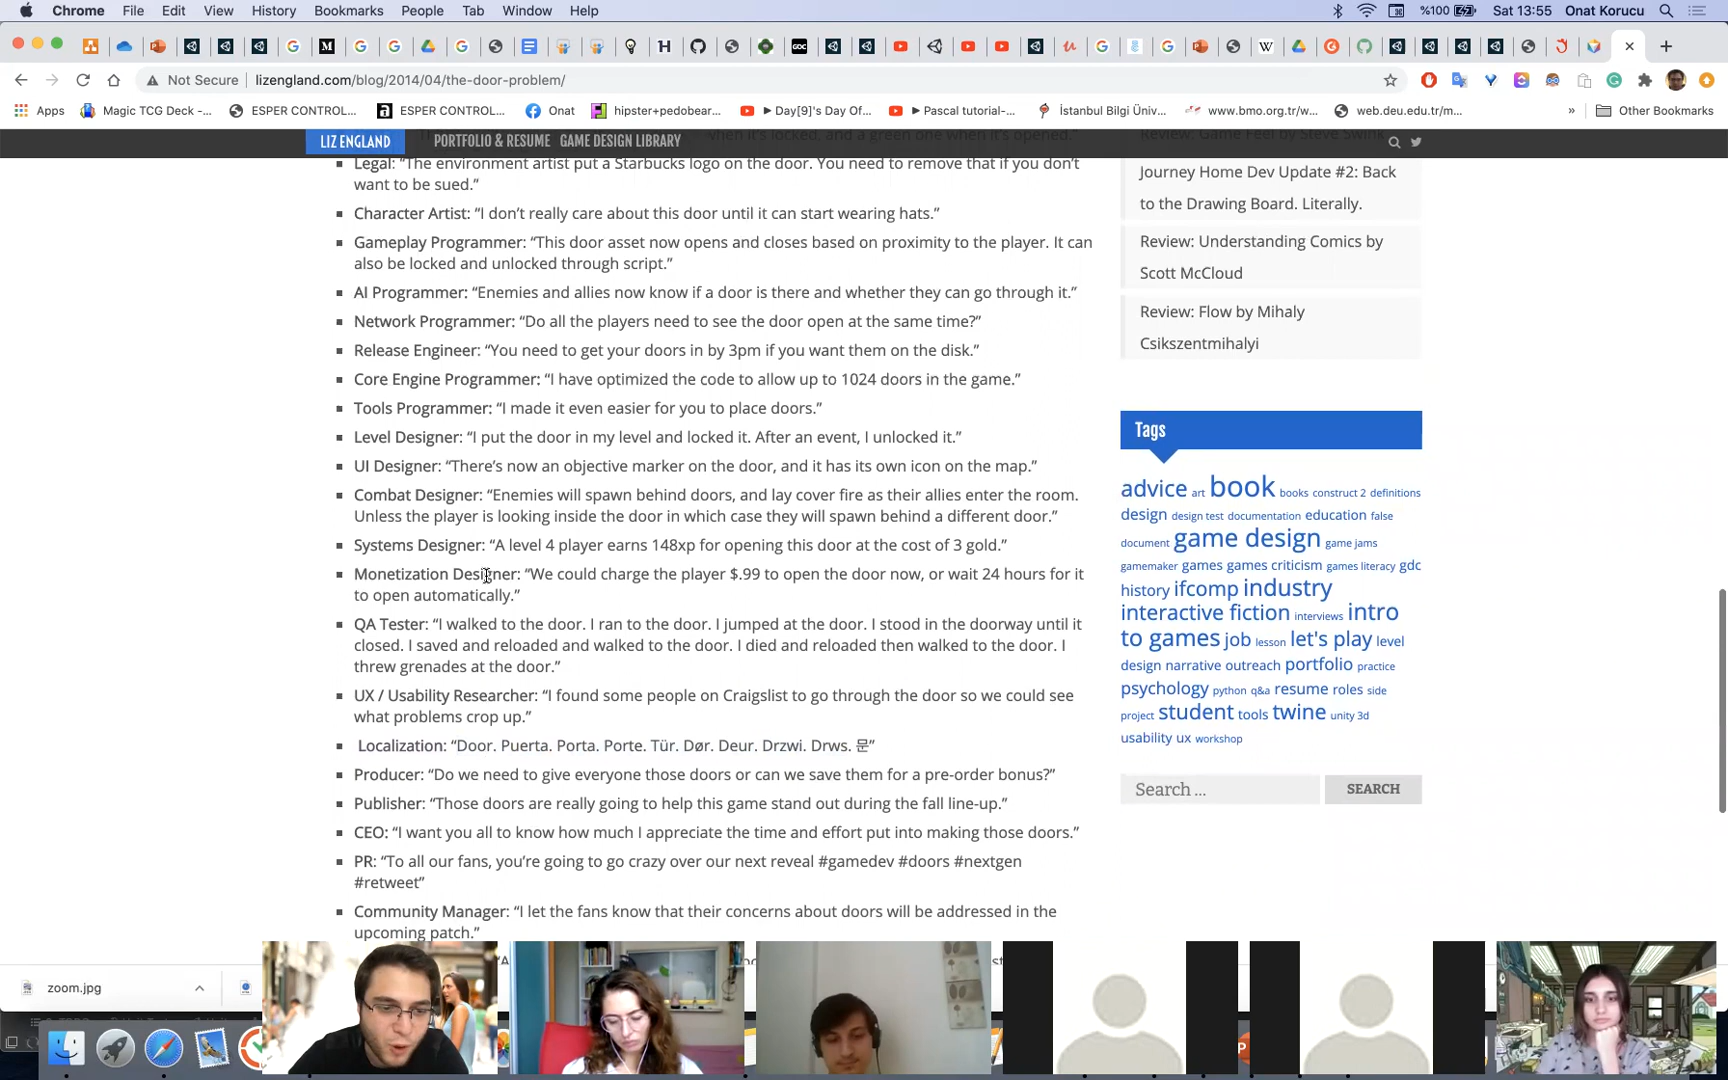 Chrome File Edit View History Bookmarks People Tab Window Help %100 Sat 13:55 Onat Korucu
Not Secure | lizengland.com/blog/2014/04/the-door-problem/
Apps Magic TCG Deck -... ESPER CONTROL... ESPER CONTROL... Onat hipster+pedobear... ► Day[9]'s Day Of... ► Pascal tutorial-... İstanbul Bilgi Üniv... www.bmo.org.tr/w... web.deu.edu.tr/m... » Other Bookmarks
LIZ ENGLAND PORTFOLIO & RESUME GAME DESIGN LIBRARY
when it's locked, and a green one when it's opened.”
Legal: “The environment artist put a Starbucks logo on the door. You need to remove that if you don’t
want to be sued.”
Character Artist: “I don’t really care about this door until it can start wearing hats.”
Gameplay Programmer: “This door asset now opens and closes based on proximity to the player. It can
also be locked and unlocked through script.”
AI Programmer: “Enemies and allies now know if a door is there and whether they can go through it.”
Network Programmer: “Do all the players need to see the door open at the same time?”
Release Engineer: “You need to get your doors in by 3pm if you want them on the disk.”
Core Engine Programmer: “I have optimized the code to allow up to 1024 doors in the game.”
Tools Programmer: “I made it even easier for you to place doors.”
Level Designer: “I put the door in my level and locked it. After an event, I unlocked it.”
UI Designer: “There’s now an objective marker on the door, and it has its own icon on the map.”
Combat Designer: “Enemies will spawn behind doors, and lay cover fire as their allies enter the room.
Unless the player is looking inside the door in which case they will spawn behind a different door.”
Systems Designer: “A level 4 player earns 148xp for opening this door at the cost of 3 gold.”
Monetization Designer: “We could charge the player $.99 to open the door now, or wait 24 hours for it
to open automatically.”
QA Tester: “I walked to the door. I ran to the door. I jumped at the door. I stood in the doorway until it
closed. I saved and reloaded and walked to the door. I died and reloaded then walked to the door. I
threw grenades at the door.”
UX / Usability Researcher: “I found some people on Craigslist to go through the door so we could see
what problems crop up.”
Localization: “Door. Puerta. Porta. Porte. Tür. Dør. Deur. Drzwi. Drws. 문”
Producer: “Do we need to give everyone those doors or can we save them for a pre-order bonus?”
Publisher: “Those doors are really going to help this game stand out during the fall line-up.”
CEO: “I want you all to know how much I appreciate the time and effort put into making those doors.”
PR: “To all our fans, you’re going to go crazy over our next reveal #gamedev #doors #nextgen
#retweet”
Community Manager: “I let the fans know that their concerns about doors will be addressed in the
upcoming patch.”
Review: Game Feel by Steve Swink
Journey Home Dev Update #2: Back
to the Drawing Board. Literally.
Review: Understanding Comics by
Scott McCloud
Review: Flow by Mihaly
Csikszentmihalyi
Tags
advice art book books construct 2 definitions
design design test documentation education false
document game design game jams
gamemaker games games criticism games literacy gdc
history ifcomp industry
interactive fiction interviews intro
to games job lesson let's play level
design narrative outreach portfolio practice
psychology python q&a resume roles side
project student tools twine unity 3d
usability ux workshop
Search ... SEARCH
zoom.jpg